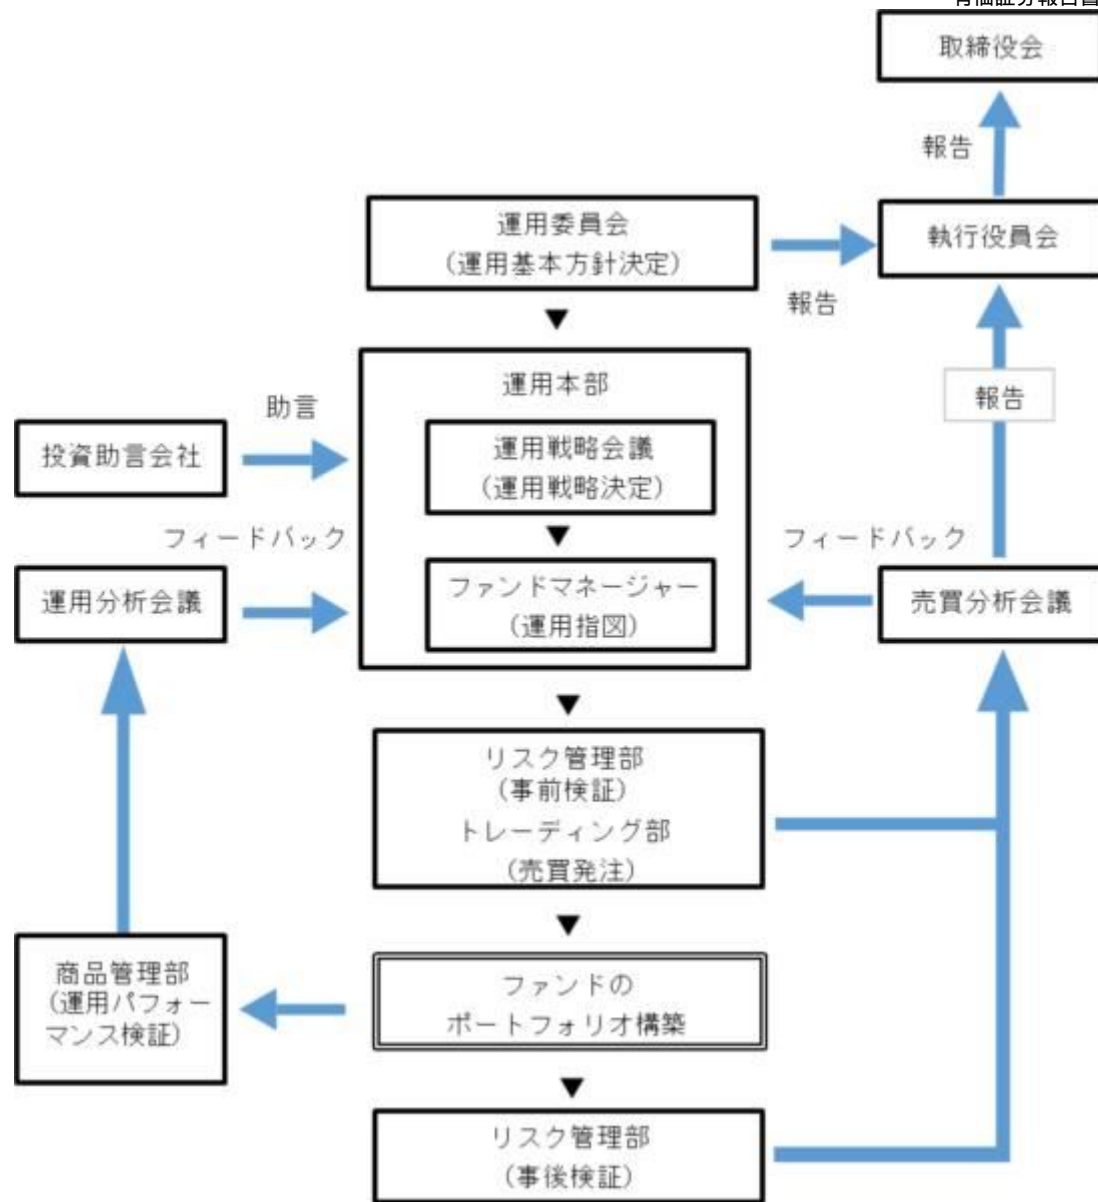 取締役会
報告
運用委員会
(運用基本方針決定)
執行役員会
報告
運用本部
報告
助言
投資助言会社
運用戦略会議
(運用戦略決定)
フィードバック
フィードバック
運用分析会議
ファンドマネージャー
(運用指図)
売買分析会議
リスク管理部
(事前検証)
トレーディング部
(売買発注)
商品管理部
(運用パフォー
マンス検証)
ファンドの
ポートフォリオ構築
リスク管理部
(事後検証)